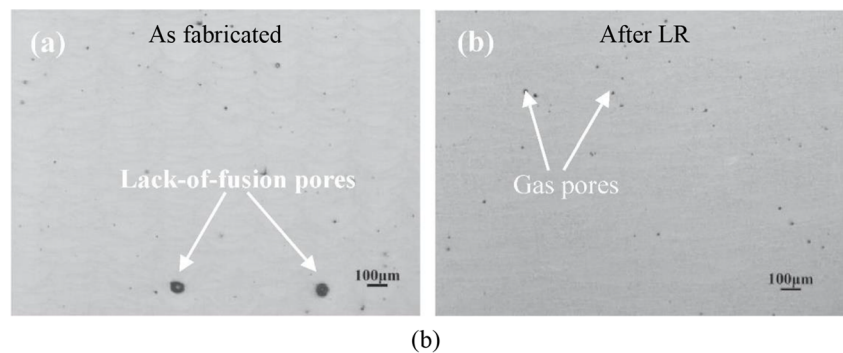 (a)
As fabricated
Lack-of-fusion pores
100μm
(b)
After LR
Gas pores
100μm
(b)